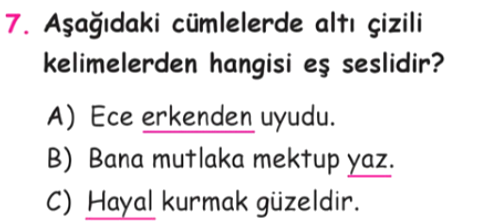 7. Aşağıdaki cümlelerde altı çizili
kelimelerden hangisi eş seslidir?
A) Ece erkenden uyudu.
B) Bana mutlaka mektup yaz.
C) Hayal kurmak güzeldir.